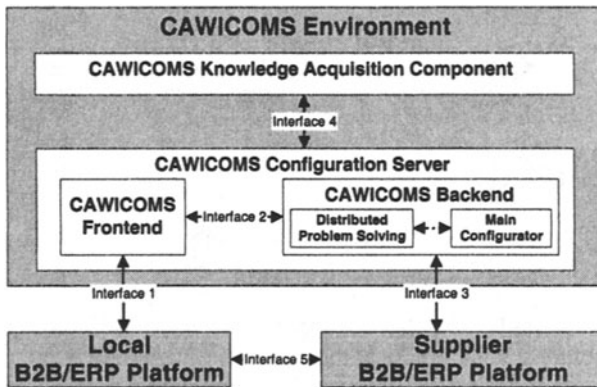 CAWICOMS Environment
CAWICOMS Knowledge Acquisition Component
Interface 4
CAWICOMS Configuration Server
CAWICOMS
Frontend
Interface 2
CAWICOMS Backend
Distributed
Problem Solving
Main
Configurator
Interface 1
Interface 3
Local
B2B/ERP Platform
Interface 5
Supplier
B2B/ERP Platform